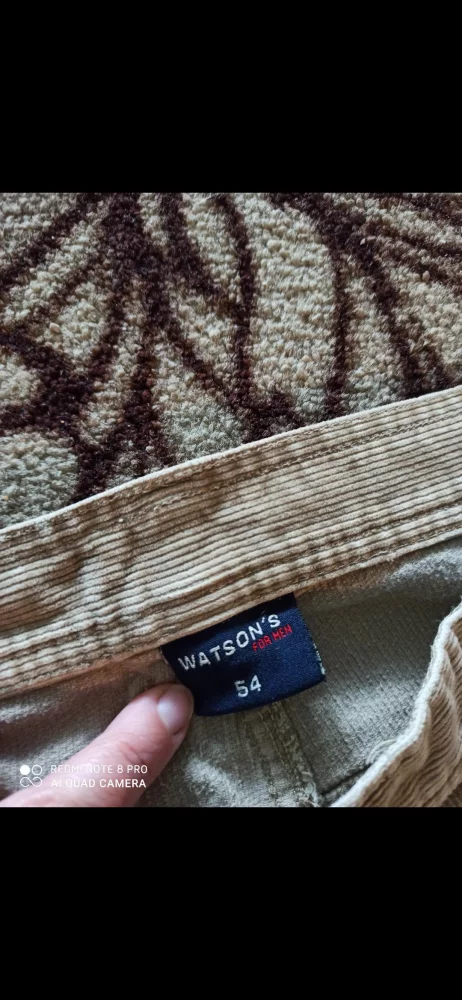 WATSON'S
FOR MEN
54
REDMI NOTE 8 PRO
AI QUAD CAMERA